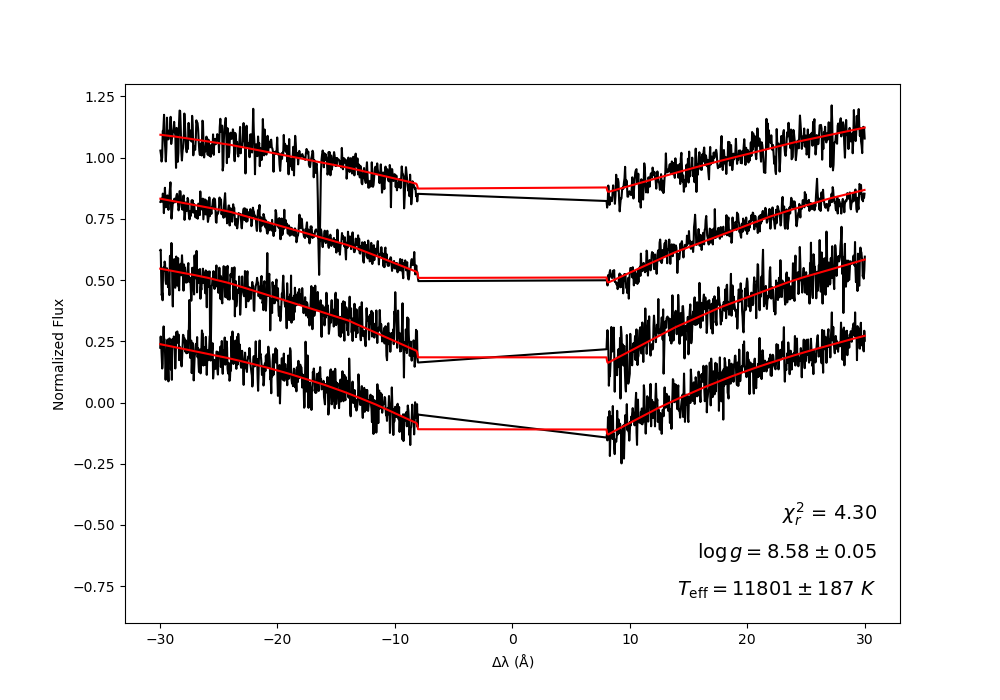 1.25
1.00
0.75
0.50
0.25
0.00
−0.25
−0.50
−0.75
Normalized Flux
χ²ᵣ = 4.30
log g = 8.58 ± 0.05
T_eff = 11801 ± 187 K
−30 −20 −10 0 10 20 30
Δλ (Å)